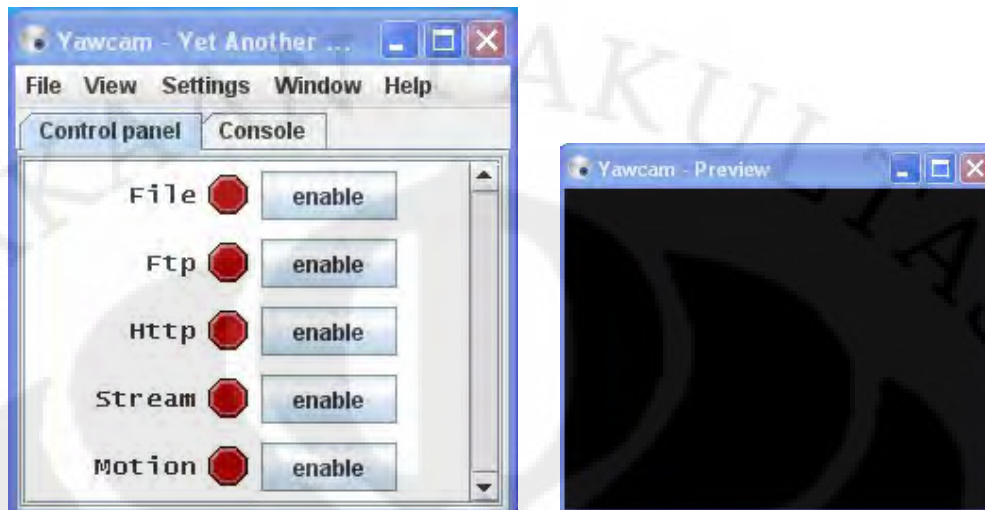 Yawcam - Yet Another ...
File View Settings Window Help
Control panel Console
File enable
Ftp enable
Http enable
Stream enable
Motion enable
Yawcam - Preview